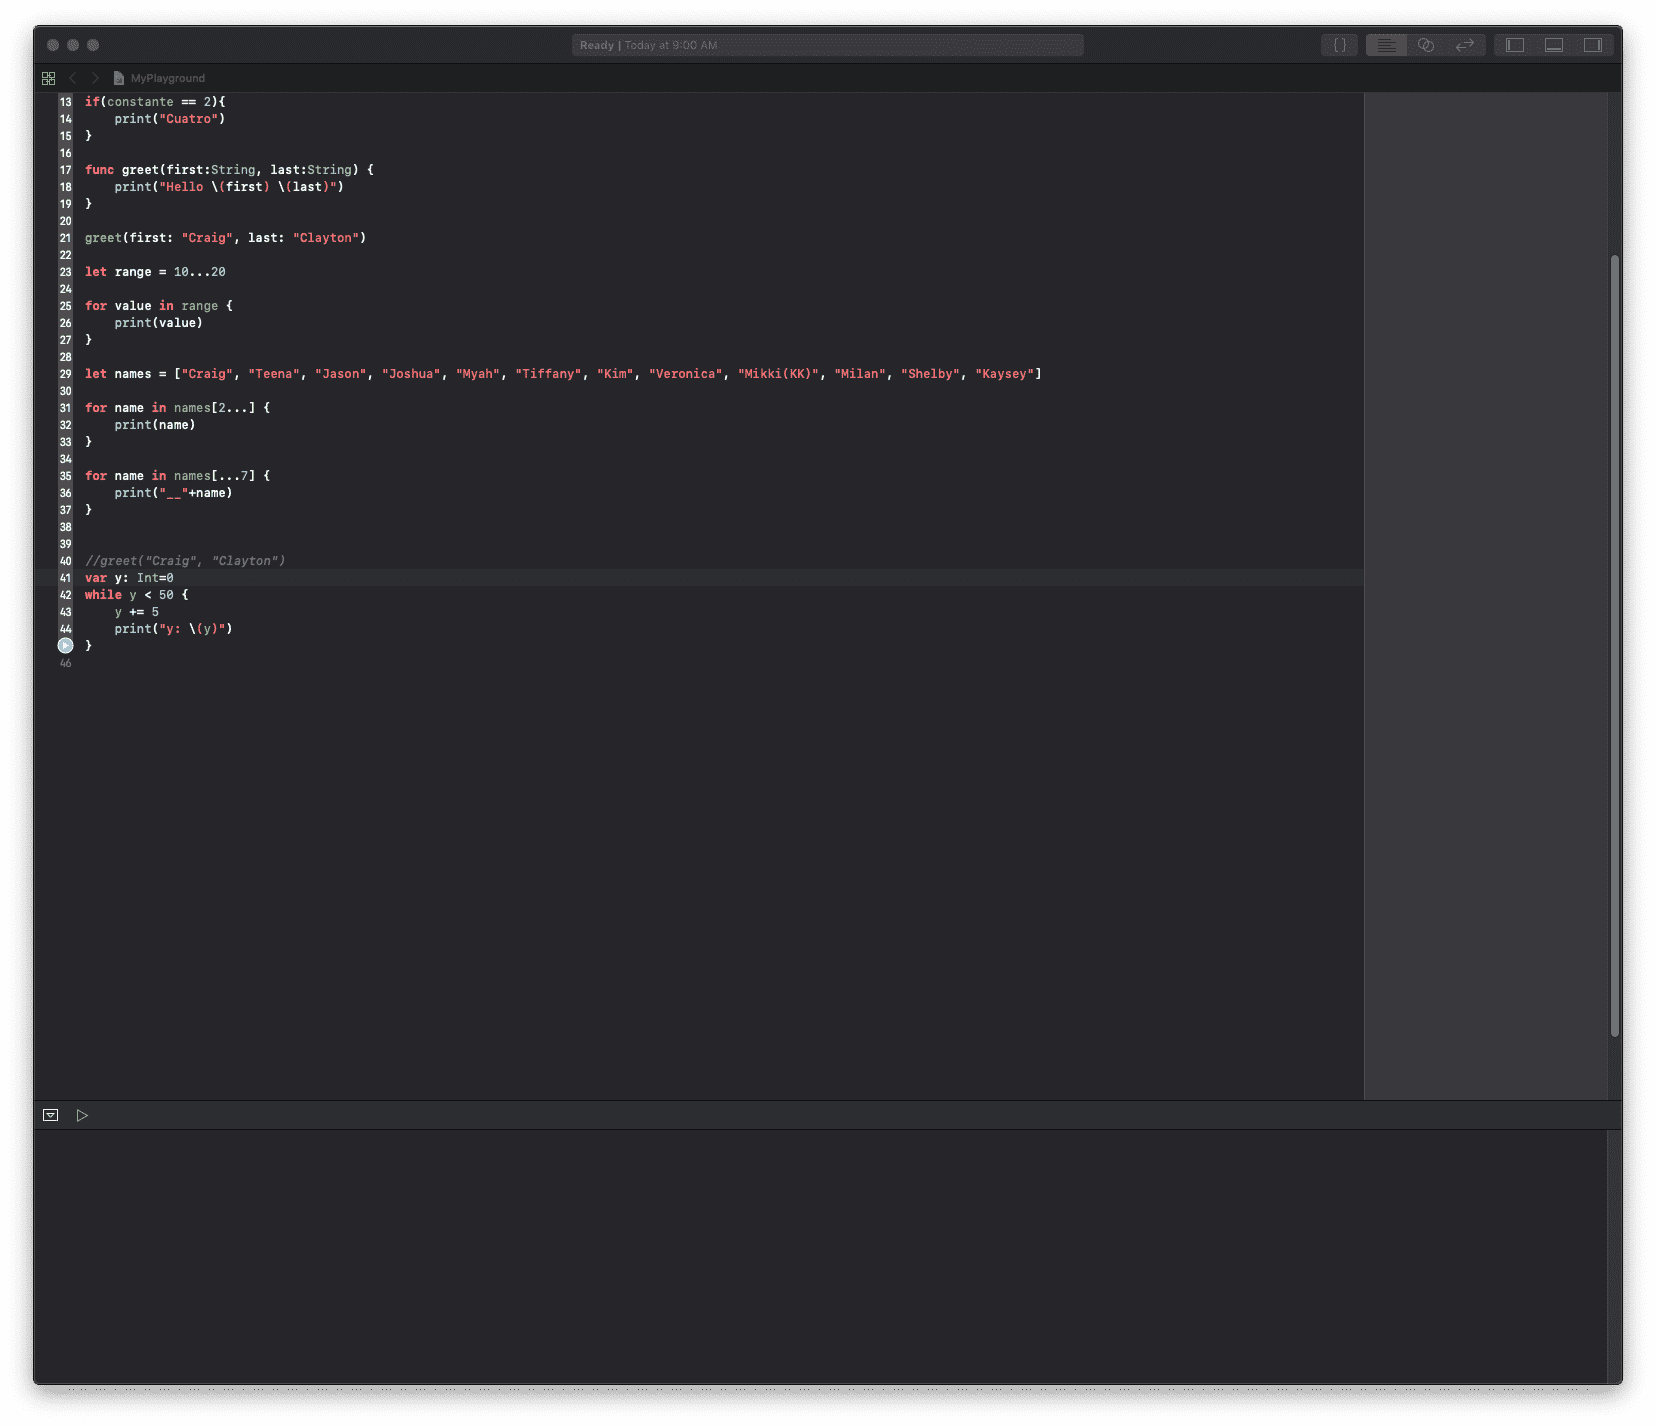 Ready | Today at 9:00 AM
{ }
MyPlayground
13 if(constante == 2){
14     print("Cuatro")
15 }
16
17 func greet(first:String, last:String) {
18     print("Hello \(first) \(last)")
19 }
20
21 greet(first: "Craig", last: "Clayton")
22
23 let range = 10...20
24
25 for value in range {
26     print(value)
27 }
28
29 let names = ["Craig", "Teena", "Jason", "Joshua", "Myah", "Tiffany", "Kim", "Veronica", "Mikki(KK)", "Milan", "Shelby", "Kaysey"]
30
31 for name in names[2...] {
32     print(name)
33 }
34
35 for name in names[...7] {
36     print("__"+name)
37 }
38
39
40 //greet("Craig", "Clayton")
41 var y: Int=0
42 while y < 50 {
43     y += 5
44     print("y: \(y)")
}
46